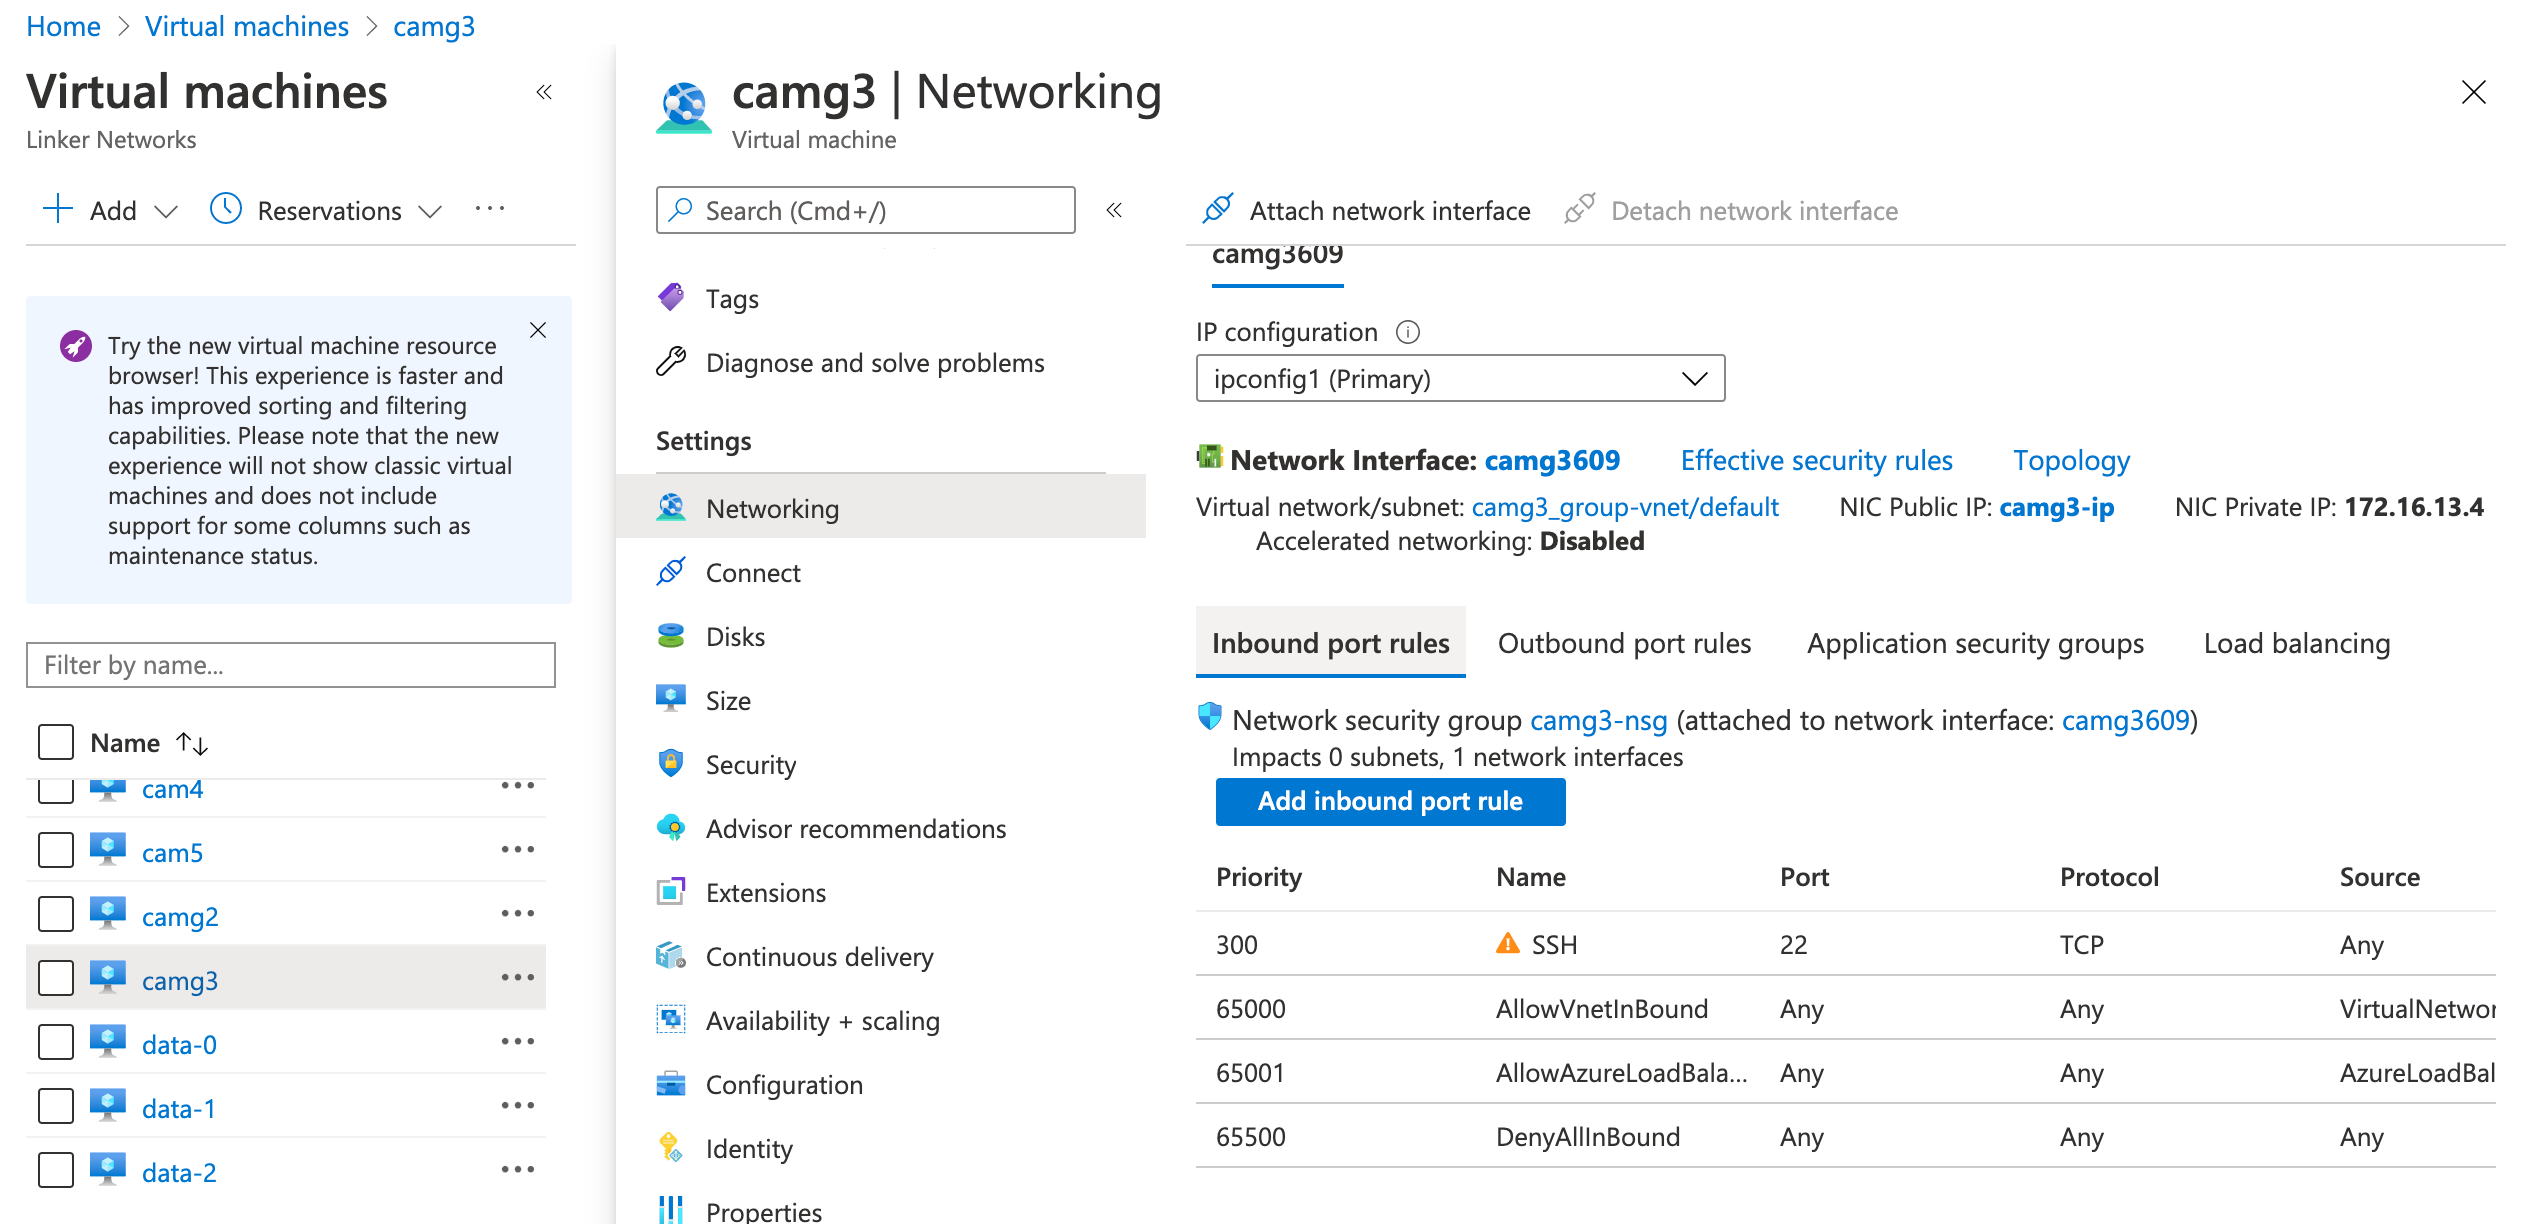 Home > Virtual machines > camg3
Virtual machines
Linker Networks
Add
Reservations
Try the new virtual machine resource
browser! This experience is faster and
has improved sorting and filtering
capabilities. Please note that the new
experience will not show classic virtual
machines and does not include
support for some columns such as
maintenance status.
Filter by name...
Name
cam4
cam5
camg2
camg3
data-0
data-1
data-2
camg3 | Networking
Virtual machine
Search (Cmd+/)
Tags
Diagnose and solve problems
Settings
Networking
Connect
Disks
Size
Security
Advisor recommendations
Extensions
Continuous delivery
Availability + scaling
Configuration
Identity
Properties
Attach network interface Detach network interface
camg3609
IP configuration
ipconfig1 (Primary)
Network Interface: camg3609 Effective security rules Topology
Virtual network/subnet: camg3_group-vnet/default NIC Public IP: camg3-ip NIC Private IP: 172.16.13.4
Accelerated networking: Disabled
Inbound port rules Outbound port rules Application security groups Load balancing
Network security group camg3-nsg (attached to network interface: camg3609)
Impacts 0 subnets, 1 network interfaces
Add inbound port rule
Priority Name Port Protocol Source
300 SSH 22 TCP Any
65000 AllowVnetInBound Any Any VirtualNetwor
65001 AllowAzureLoadBala... Any Any AzureLoadBal
65500 DenyAllInBound Any Any Any